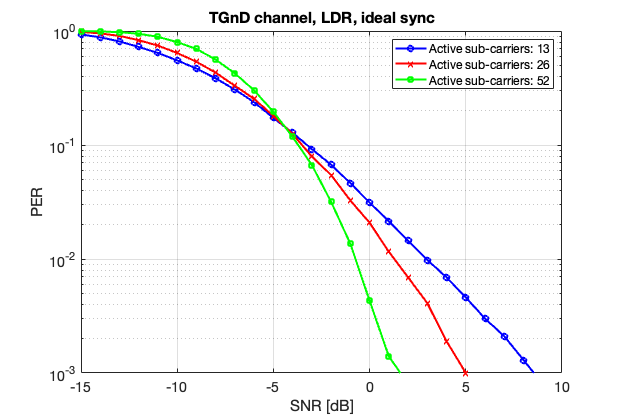 TGnD channel, LDR, ideal sync
Active sub-carriers: 13
Active sub-carriers: 26
Active sub-carriers: 52
PER
10^0
10^-1
10^-2
10^-3
-15 -10 -5 0 5 10
SNR [dB]